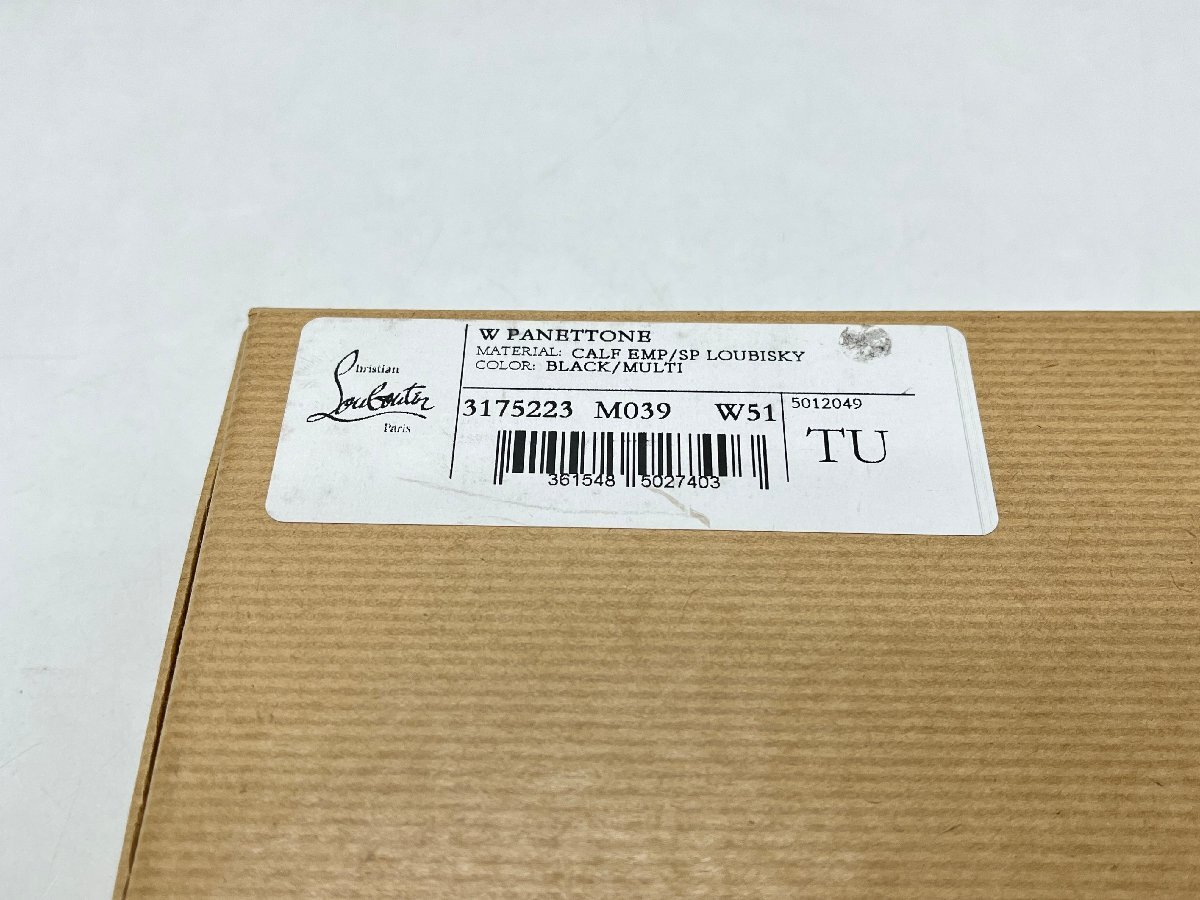 Christian
Louboutin
Paris
W PANETTONE
MATERIAL: CALF EMP/SP LOUBISKY
COLOR: BLACK/MULTI
3175223 M039 W51
5012049
TU
361548 5027403